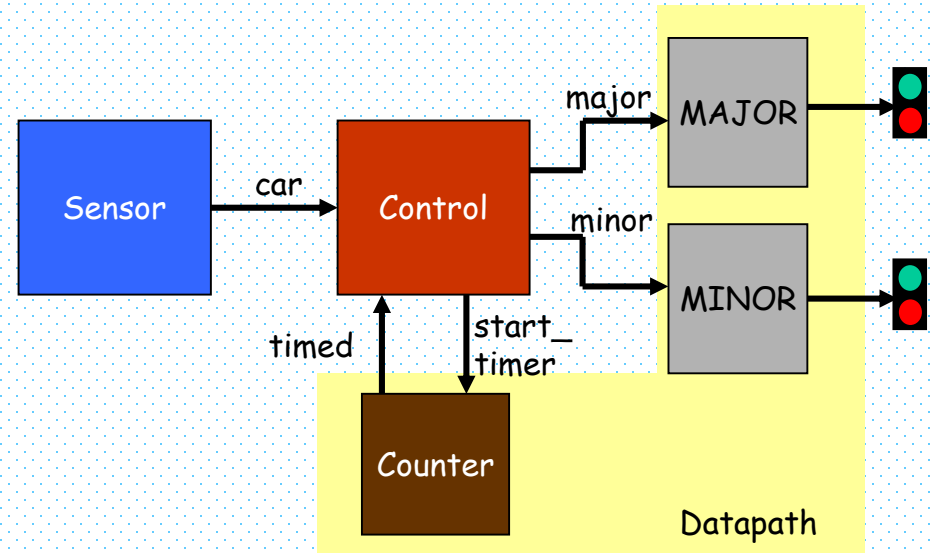 major
MAJOR
car
Sensor
Control
minor
MINOR
timed
start_
timer
Counter
Datapath